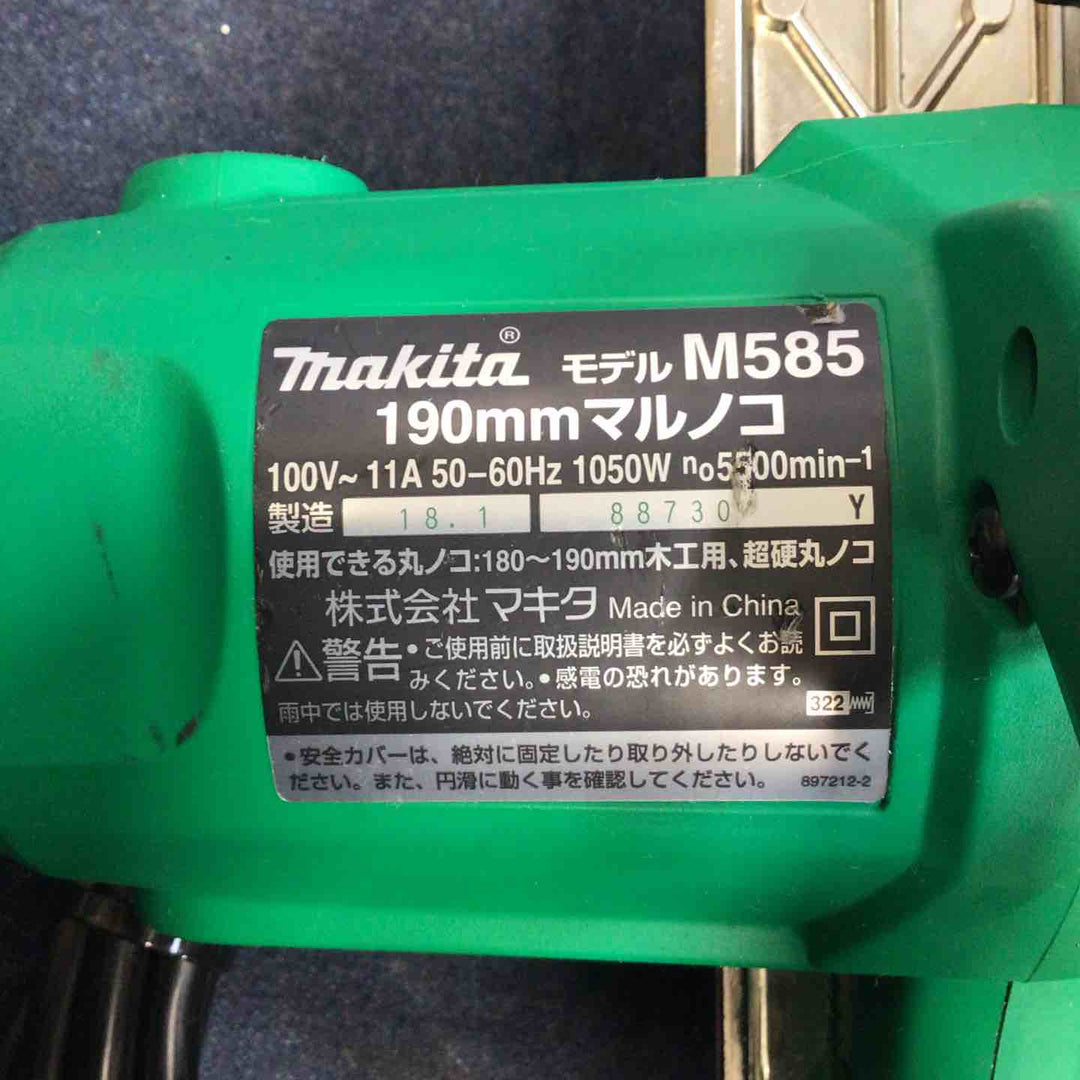 makita® モデル M585
190mmマルノコ
100V~ 11A 50-60Hz 1050W no5500min-1
製造 18.1 88730 Y
使用できる丸ノコ:180〜190mm木工用、超硬丸ノコ
株式会社 マキタ Made in China
警告 •ご使用前に取扱説明書を必ずよくお読
みください。•感電の恐れがあります。
雨中では使用しないでください。
322
•安全カバーは、絶対に固定したり取り外したりしないでく
ださい。また、円滑に動く事を確認してください。 897212-2